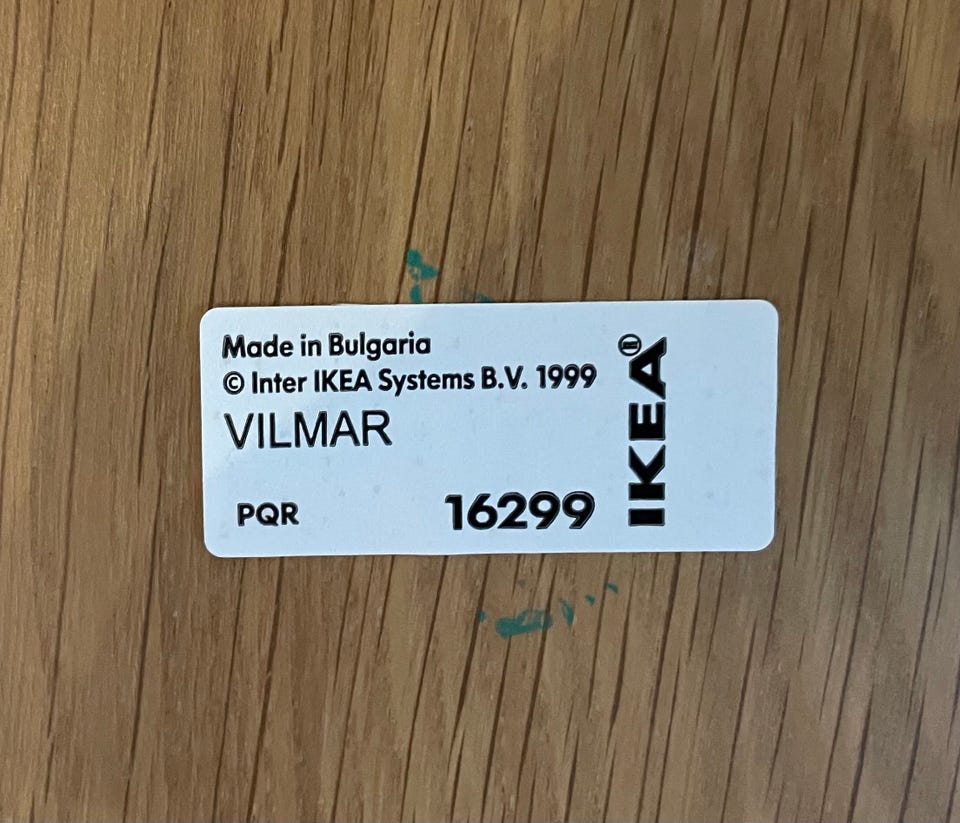 Made in Bulgaria
© Inter IKEA Systems B.V. 1999
VILMAR
PQR 16299
IKEA®